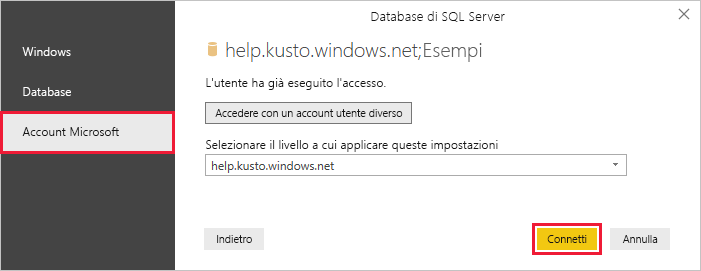 Database di SQL Server
Windows
Database
Account Microsoft
help.kusto.windows.net;Esempi
L'utente ha già eseguito l'accesso.
Accedere con un account utente diverso
Selezionare il livello a cui applicare queste impostazioni
help.kusto.windows.net
Indietro
Connetti
Annulla